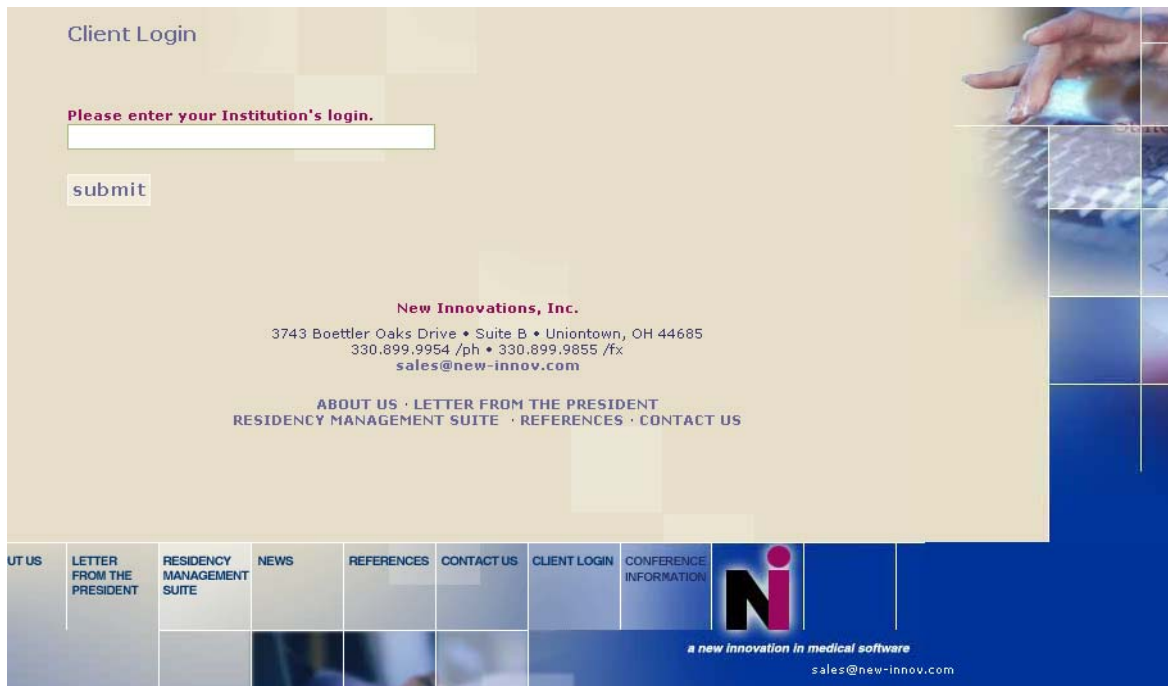 Client Login
Please enter your Institution's login.
submit
New Innovations, Inc.
3743 Boettler Oaks Drive • Suite B • Uniontown, OH 44685
330.899.9954 /ph • 330.899.9855 /fx
sales@new-innov.com
ABOUT US · LETTER FROM THE PRESIDENT
RESIDENCY MANAGEMENT SUITE · REFERENCES · CONTACT US
UT US
LETTER
FROM THE
PRESIDENT
RESIDENCY
MANAGEMENT
SUITE
NEWS
REFERENCES
CONTACT US
CLIENT LOGIN
CONFERENCE
INFORMATION
Ni
a new innovation in medical software
sales@new-innov.com